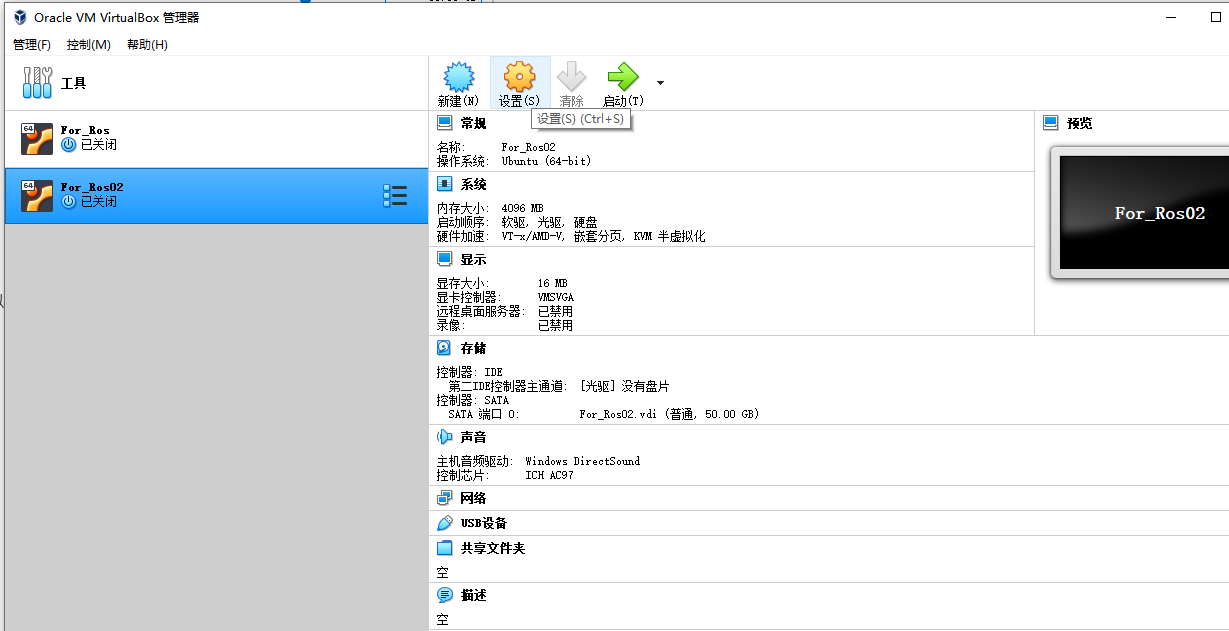 Oracle VM VirtualBox 管理器
管理(F) 控制(M) 帮助(H)
工具
64
For_Ros
已关闭
64
For_Ros02
已关闭
新建(N) 设置(S) 清除 启动(T)
设置(S) (Ctrl+S)
常规
名称: For_Ros02
操作系统: Ubuntu (64-bit)
系统
内存大小: 4096 MB
启动顺序: 软驱, 光驱, 硬盘
硬件加速: VT-x/AMD-V, 嵌套分页, KVM 半虚拟化
显示
显存大小: 16 MB
显卡控制器: VMSVGA
远程桌面服务器: 已禁用
录像: 已禁用
存储
控制器: IDE
第二IDE控制器主通道: [光驱] 没有盘片
控制器: SATA
SATA 端口 0: For_Ros02.vdi (普通, 50.00 GB)
声音
主机音频驱动: Windows DirectSound
控制芯片: ICH AC97
网络
USB设备
共享文件夹
空
描述
空
预览
For_Ros02